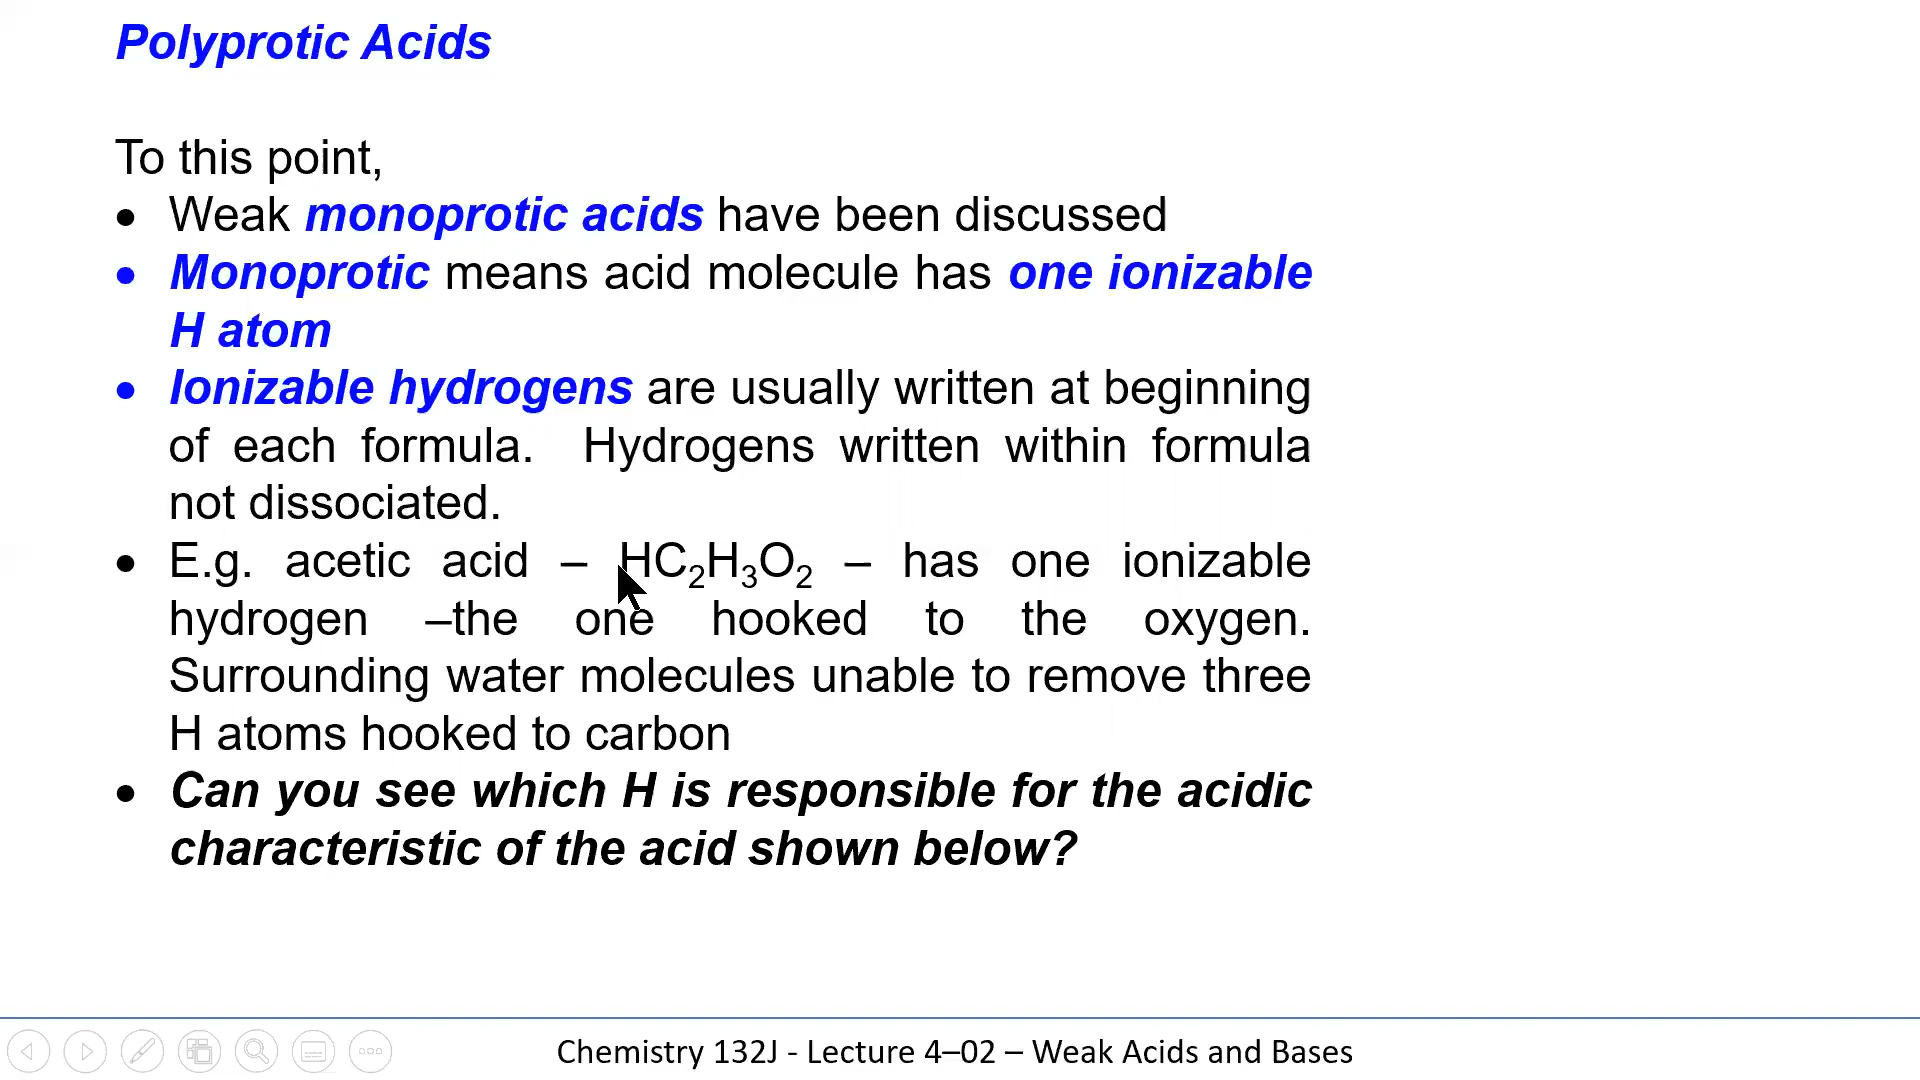 Polyprotic Acids
To this point,
• Weak monoprotic acids have been discussed
• Monoprotic means acid molecule has one ionizable
H atom
• Ionizable hydrogens are usually written at beginning
of each formula. Hydrogens written within formula
not dissociated.
• E.g. acetic acid – HC₂H₃O₂ – has one ionizable
hydrogen –the one hooked to the oxygen.
Surrounding water molecules unable to remove three
H atoms hooked to carbon
• Can you see which H is responsible for the acidic
characteristic of the acid shown below?
Chemistry 132J - Lecture 4–02 – Weak Acids and Bases